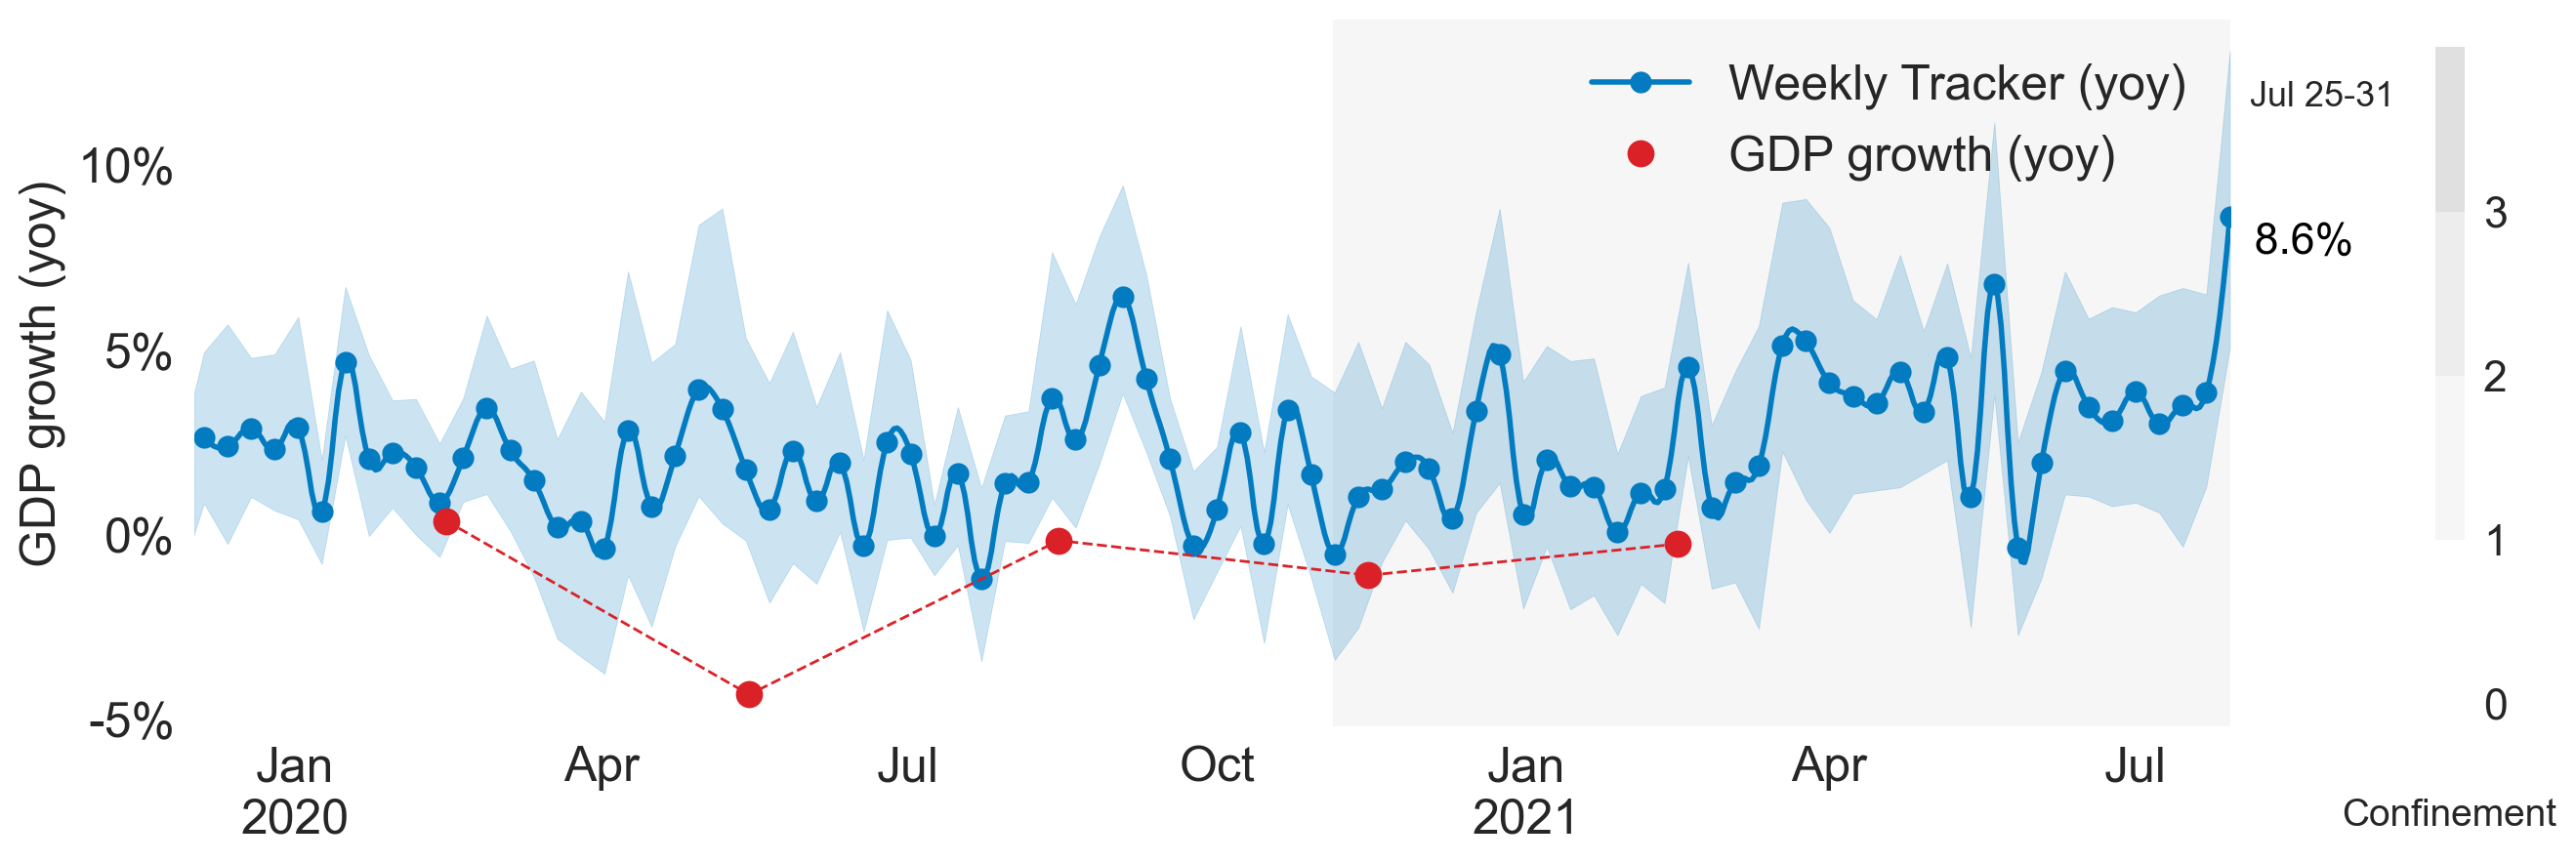 Weekly Tracker (yoy)
GDP growth (yoy)
Jul 25-31
8.6%
GDP growth (yoy)
10%
5%
0%
-5%
3
2
1
0
Jan Apr Jul Oct Jan Apr Jul
2020 2021
Confinement